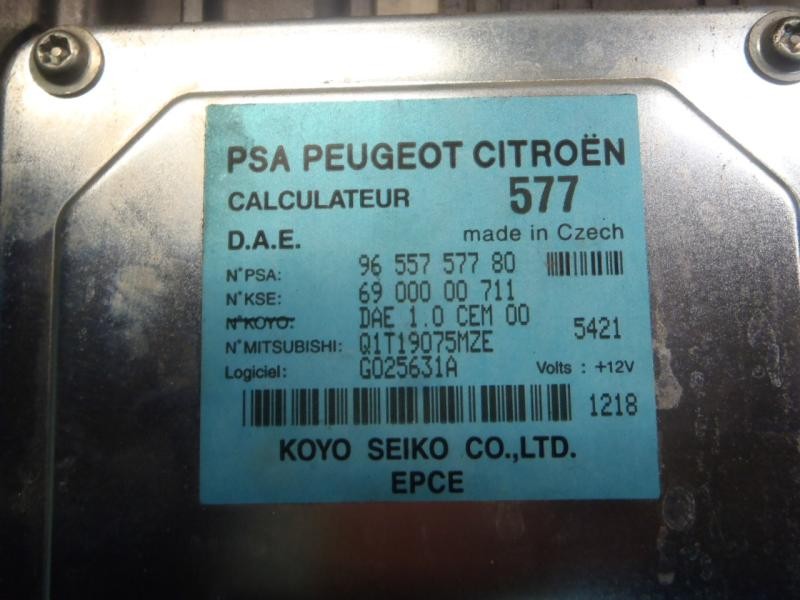 PSA PEUGEOT CITROËN
CALCULATEUR 577
D.A.E. made in Czech
N°PSA: 96 557 577 80
N°KSE: 69 000 00 711
N°KOYO: DAE 1.0 CEM 00
5421
N°MITSUBISHI: Q1T19075MZE
Logiciel: G025631A Volts : +12V
1218
KOYO SEIKO CO.,LTD.
EPCE